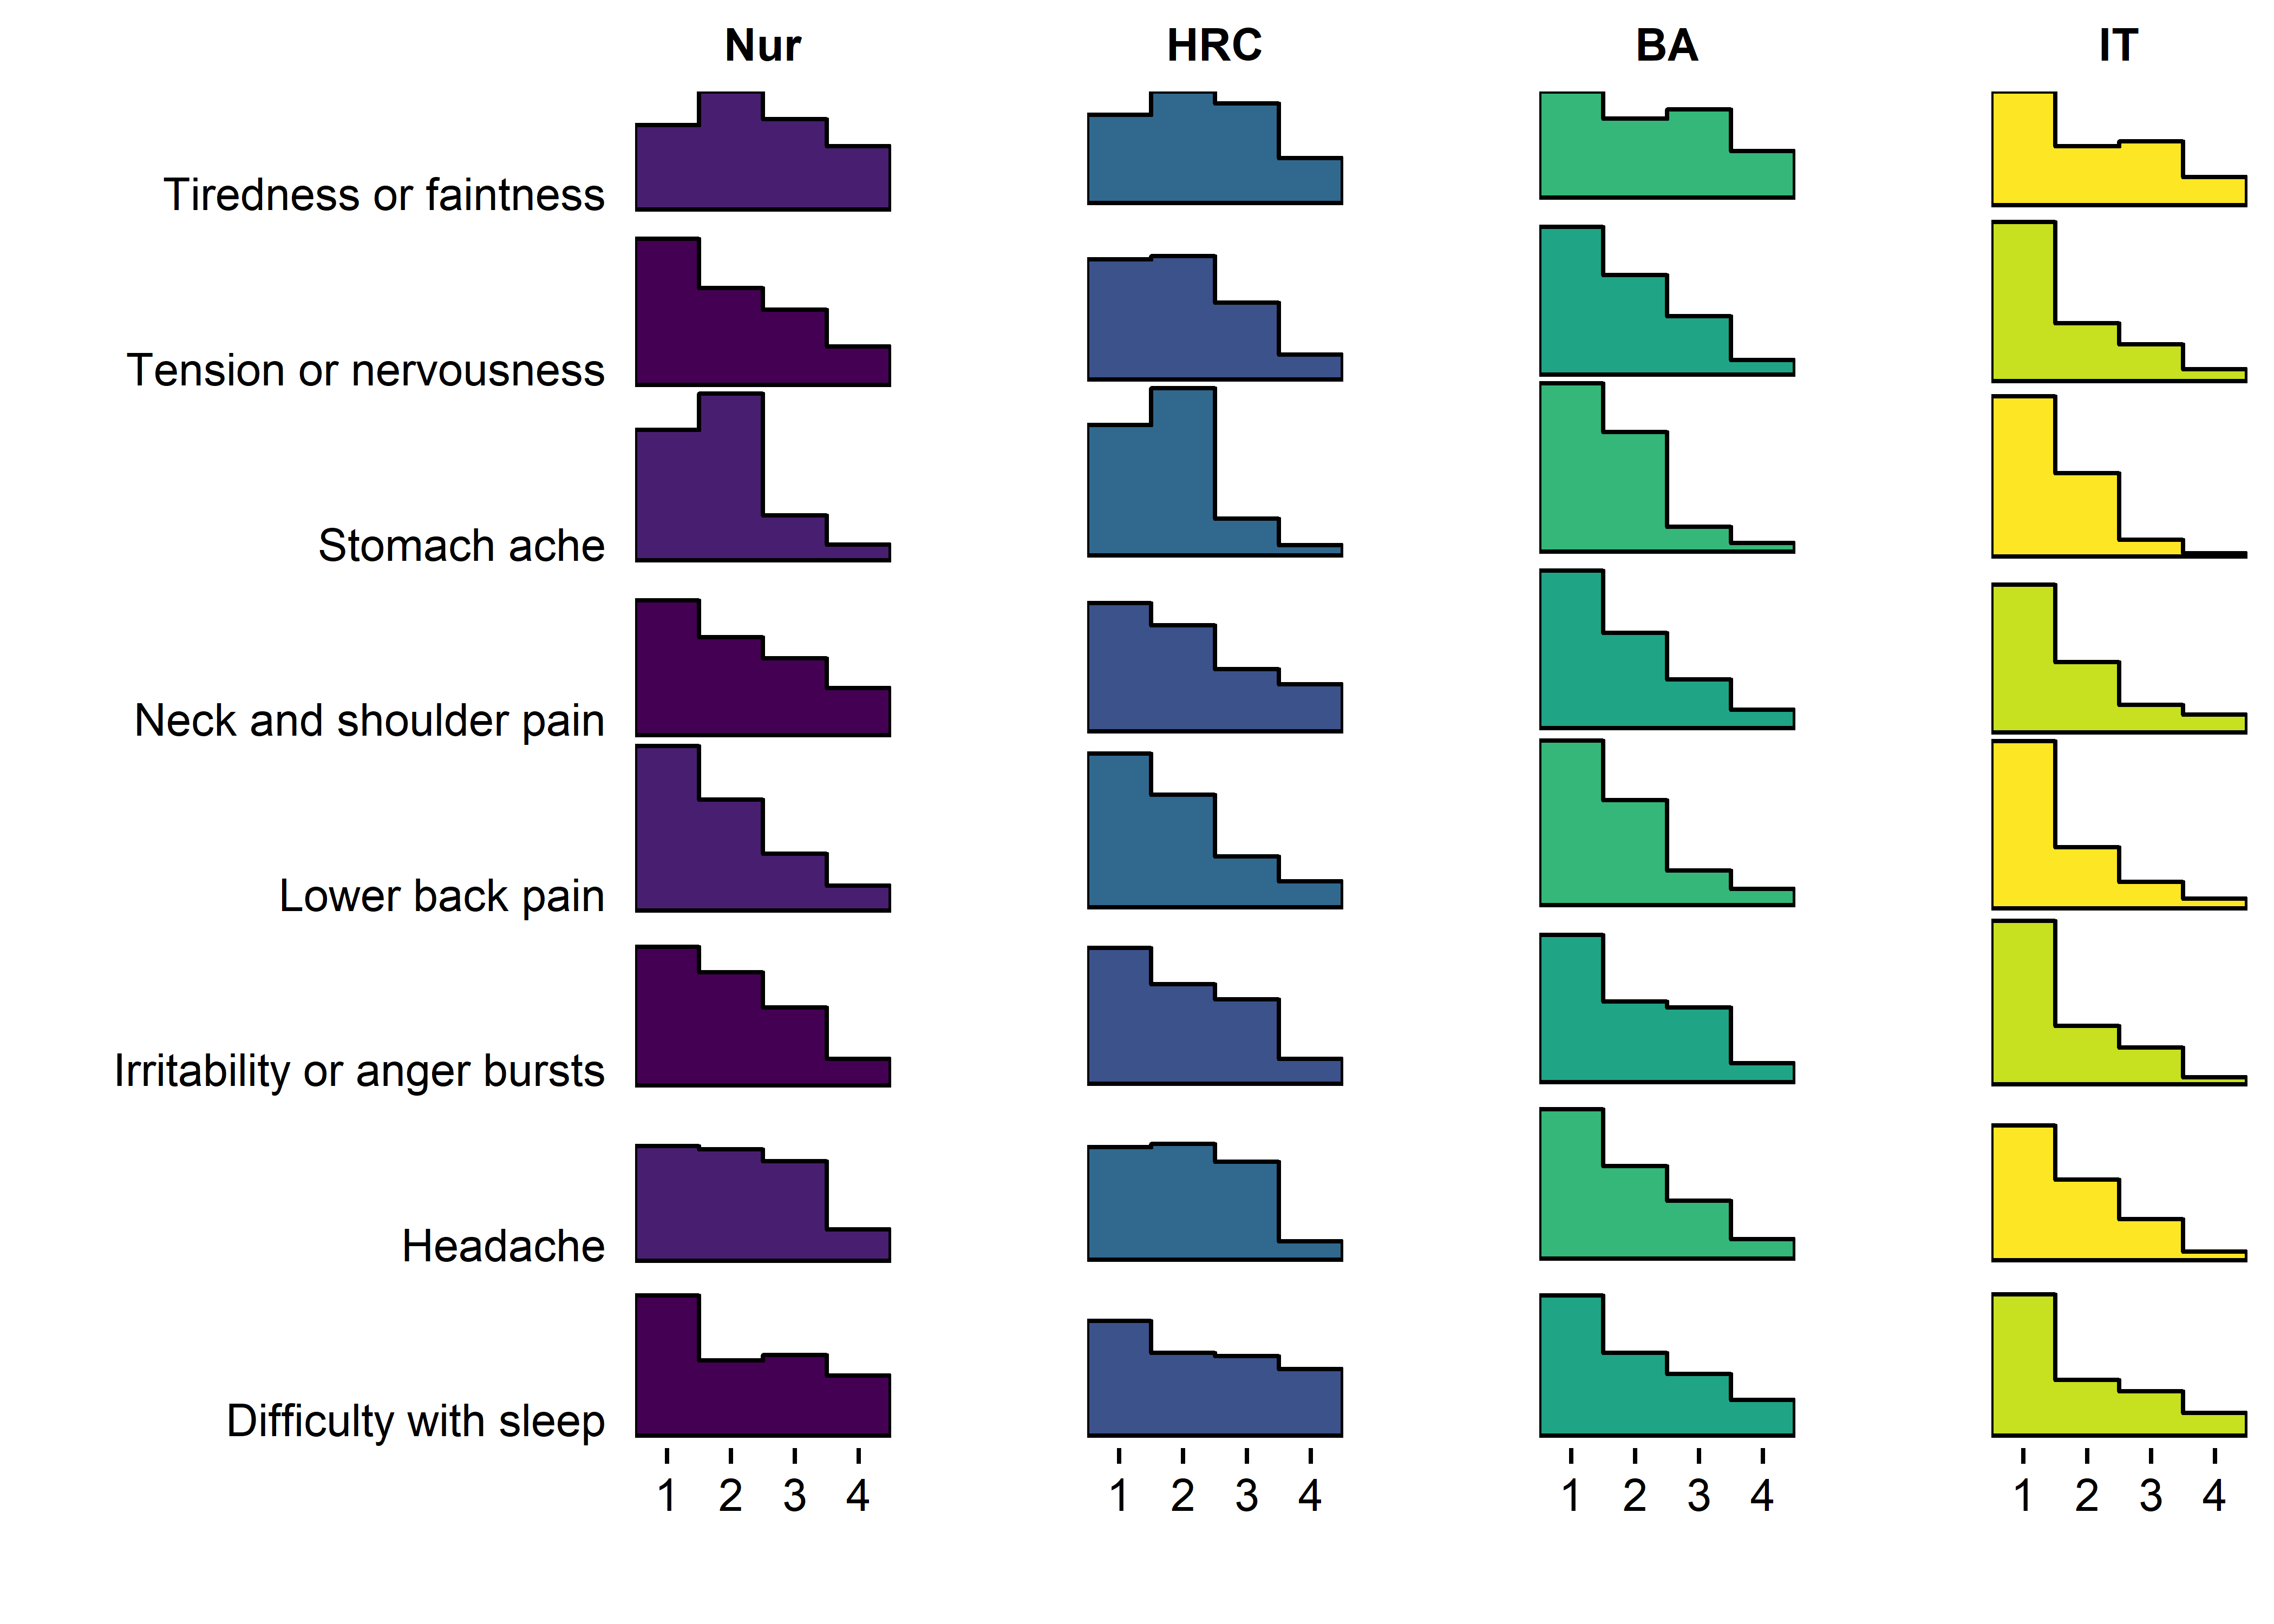 Nur HRC BA IT
Tiredness or faintness
Tension or nervousness
Stomach ache
Neck and shoulder pain
Lower back pain
Irritability or anger bursts
Headache
Difficulty with sleep
1 2 3 4 1 2 3 4 1 2 3 4 1 2 3 4